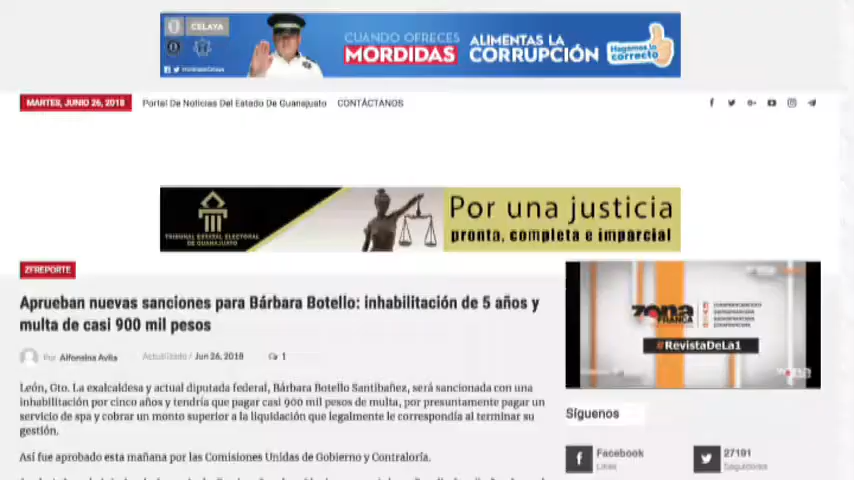 CELAYA
CUANDO OFRECES
MORDIDAS
ALIMENTAS LA
CORRUPCIÓN
Hagamos lo
correcto
MARTES, JUNIO 26, 2018
Portal De Noticias Del Estado De Guanajuato
CONTÁCTANOS
TRIBUNAL ESTATAL ELECTORAL
DE GUANAJUATO
Por una justicia
pronta, completa e imparcial
ZFREPORTE
Aprueban nuevas sanciones para Bárbara Botello: inhabilitación de 5 años y
multa de casi 900 mil pesos
Por Alfonsina Avila
Actualizado / Jun 26, 2018
1
León, Gto. La exalcaldesa y actual diputada federal, Bárbara Botello Santibañez, será sancionada con una
inhabilitación por cinco años y tendría que pagar casi 900 mil pesos de multa, por presuntamente pagar un
servicio de spa y cobrar un monto superior a la liquidación que legalmente le correspondía al terminar su
gestión.
Así fue aprobado esta mañana por las Comisiones Unidas de Gobierno y Contraloría.
ZONA
FRANCA
#RevistaDeLa1
Síguenos
Facebook
Likes
27191
Seguidores